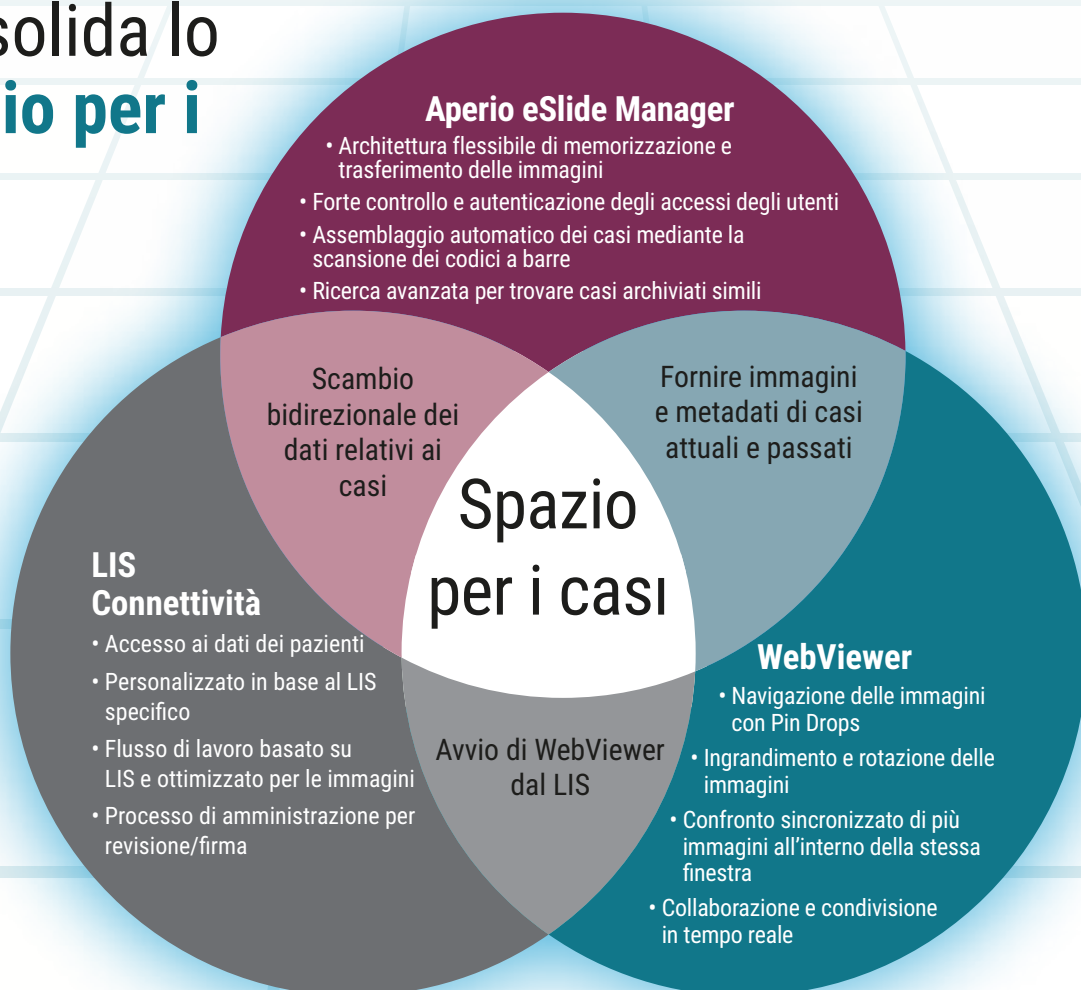 solida lo
io per i
Aperio eSlide Manager
• Architettura flessibile di memorizzazione e
trasferimento delle immagini
• Forte controllo e autenticazione degli accessi degli utenti
• Assemblaggio automatico dei casi mediante la
scansione dei codici a barre
• Ricerca avanzata per trovare casi archiviati simili
Scambio
bidirezionale dei
dati relativi ai
casi
Fornire immagini
e metadati di casi
attuali e passati
Spazio
per i casi
LIS
Connettività
• Accesso ai dati dei pazienti
• Personalizzato in base al LIS
specifico
• Flusso di lavoro basato su
LIS e ottimizzato per le immagini
• Processo di amministrazione per
revisione/firma
Avvio di WebViewer
dal LIS
WebViewer
• Navigazione delle immagini
con Pin Drops
• Ingrandimento e rotazione delle
immagini
• Confronto sincronizzato di più
immagini all'interno della stessa
finestra
• Collaborazione e condivisione
in tempo reale